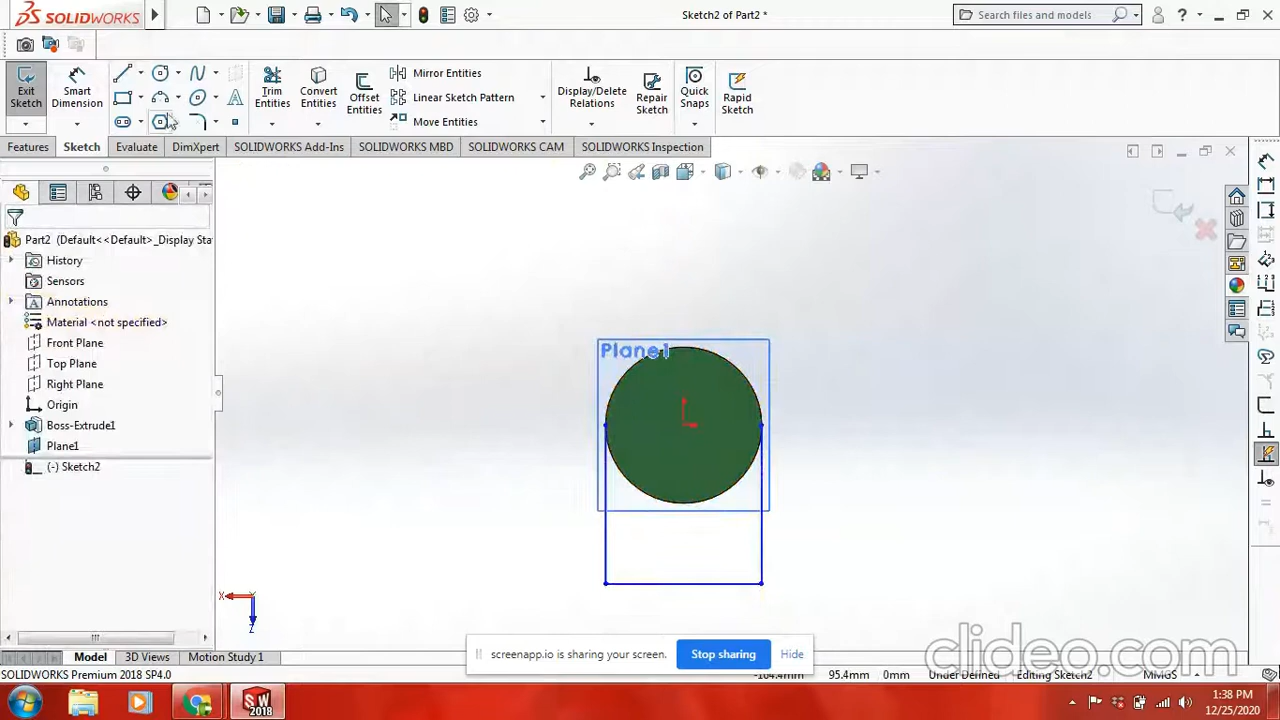 SOLIDWORKS
Sketch2 of Part2 *
Search files and models
Exit Sketch
Smart Dimension
Trim Entities
Convert Entities
Offset Entities
Mirror Entities
Linear Sketch Pattern
Move Entities
Display/Delete Relations
Repair Sketch
Quick Snaps
Rapid Sketch
Features
Sketch
Evaluate
DimXpert
SOLIDWORKS Add-Ins
SOLIDWORKS MBD
SOLIDWORKS CAM
SOLIDWORKS Inspection
Part2 (Default<<Default>_Display Sta
History
Sensors
Annotations
Material <not specified>
Front Plane
Top Plane
Right Plane
Origin
Boss-Extrude1
Plane1
(-) Sketch2
Plane1
X
Z
screenapp.io is sharing your screen.
Stop sharing
Hide
clideo.com
Model
3D Views
Motion Study 1
SOLIDWORKS Premium 2018 SP4.0
-104.4mm
95.4mm
0mm
Under Defined
Editing Sketch2
MMGS
SW
2018
1:38 PM
12/25/2020